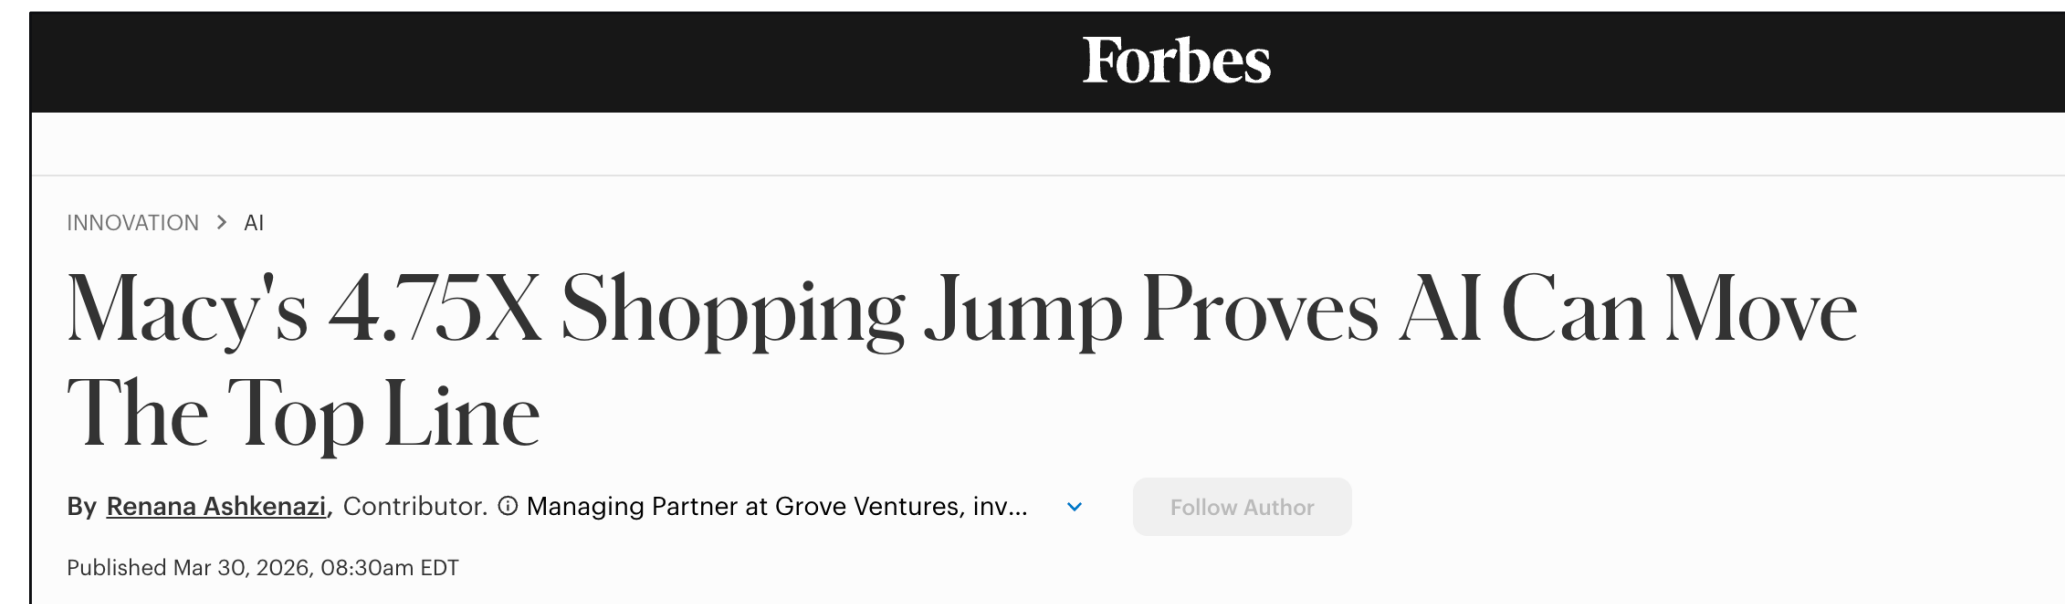 Forbes
INNOVATION > AI
Macy's 4.75X Shopping Jump Proves AI Can Move
The Top Line
By Renana Ashkenazi, Contributor. ⓘ Managing Partner at Grove Ventures, inv...
Follow Author
Published Mar 30, 2026, 08:30am EDT